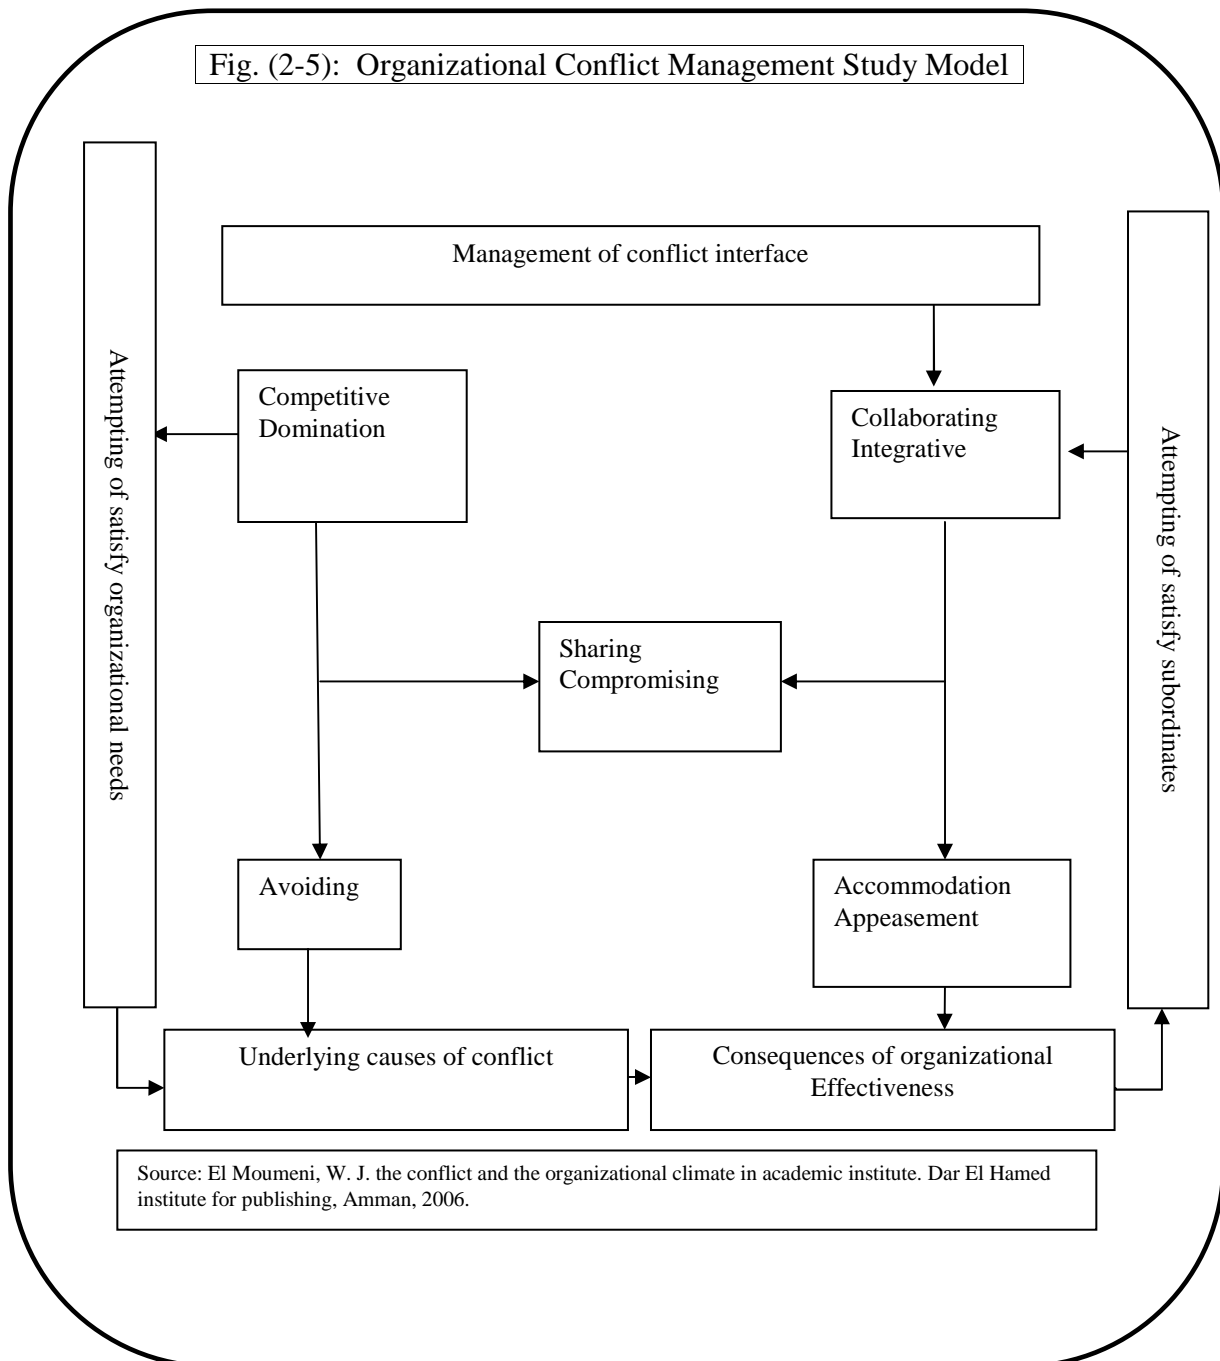 Fig. (2-5):  Organizational Conflict Management Study Model
Management of conflict interface
Attempting of satisfy organizational needs
Competitive
Domination
Collaborating
Integrative
Attempting of satisfy subordinates
Sharing
Compromising
Avoiding
Accommodation
Appeasement
Underlying causes of conflict
Consequences of organizational
Effectiveness
Source: El Moumeni, W. J. the conflict and the organizational climate in academic institute. Dar El Hamed
institute for publishing, Amman, 2006.